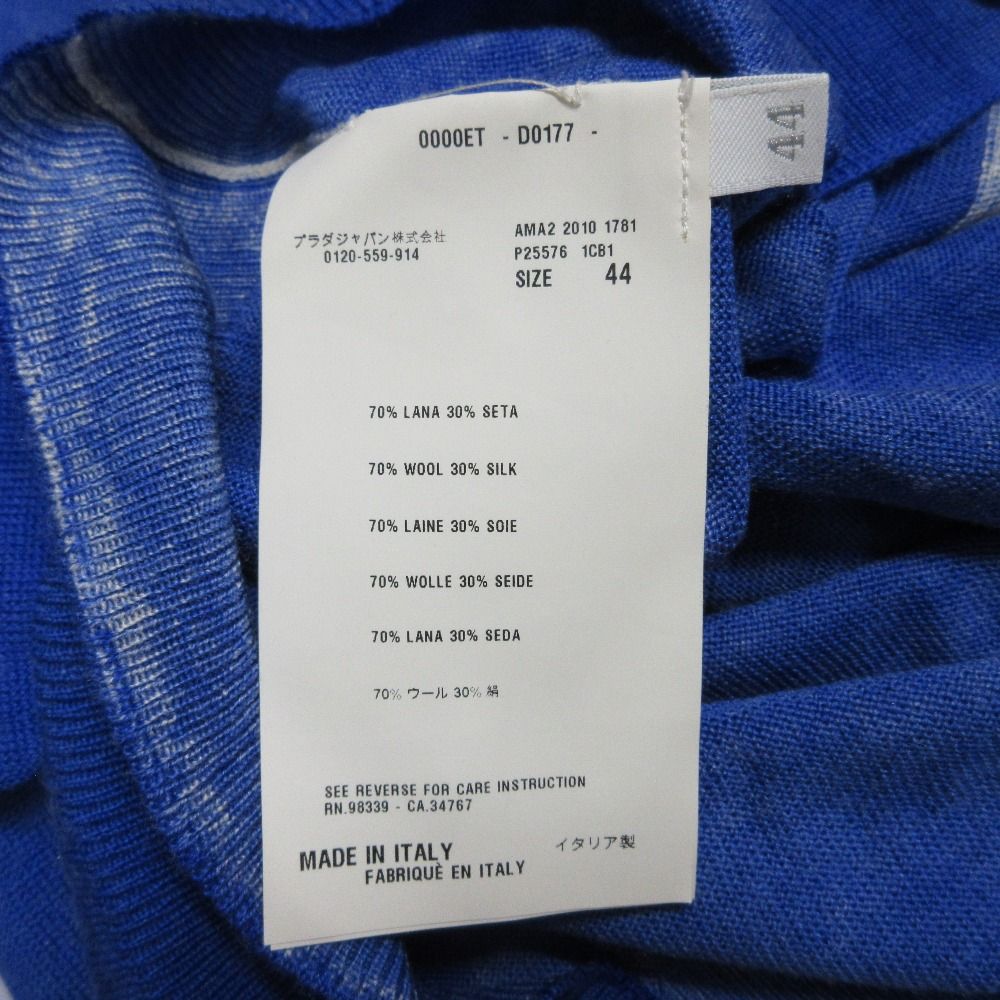 0000ET - D0177 -
44
プラダジャパン株式会社
0120-559-914
AMA2 2010 1781
P25576 1CB1
SIZE 44
70% LANA 30% SETA
70% WOOL 30% SILK
70% LAINE 30% SOIE
70% WOLLE 30% SEIDE
70% LANA 30% SEDA
70% ウール 30% 絹
SEE REVERSE FOR CARE INSTRUCTION
RN.98339 - CA.34767
MADE IN ITALY イタリア製
FABRIQUÈ EN ITALY